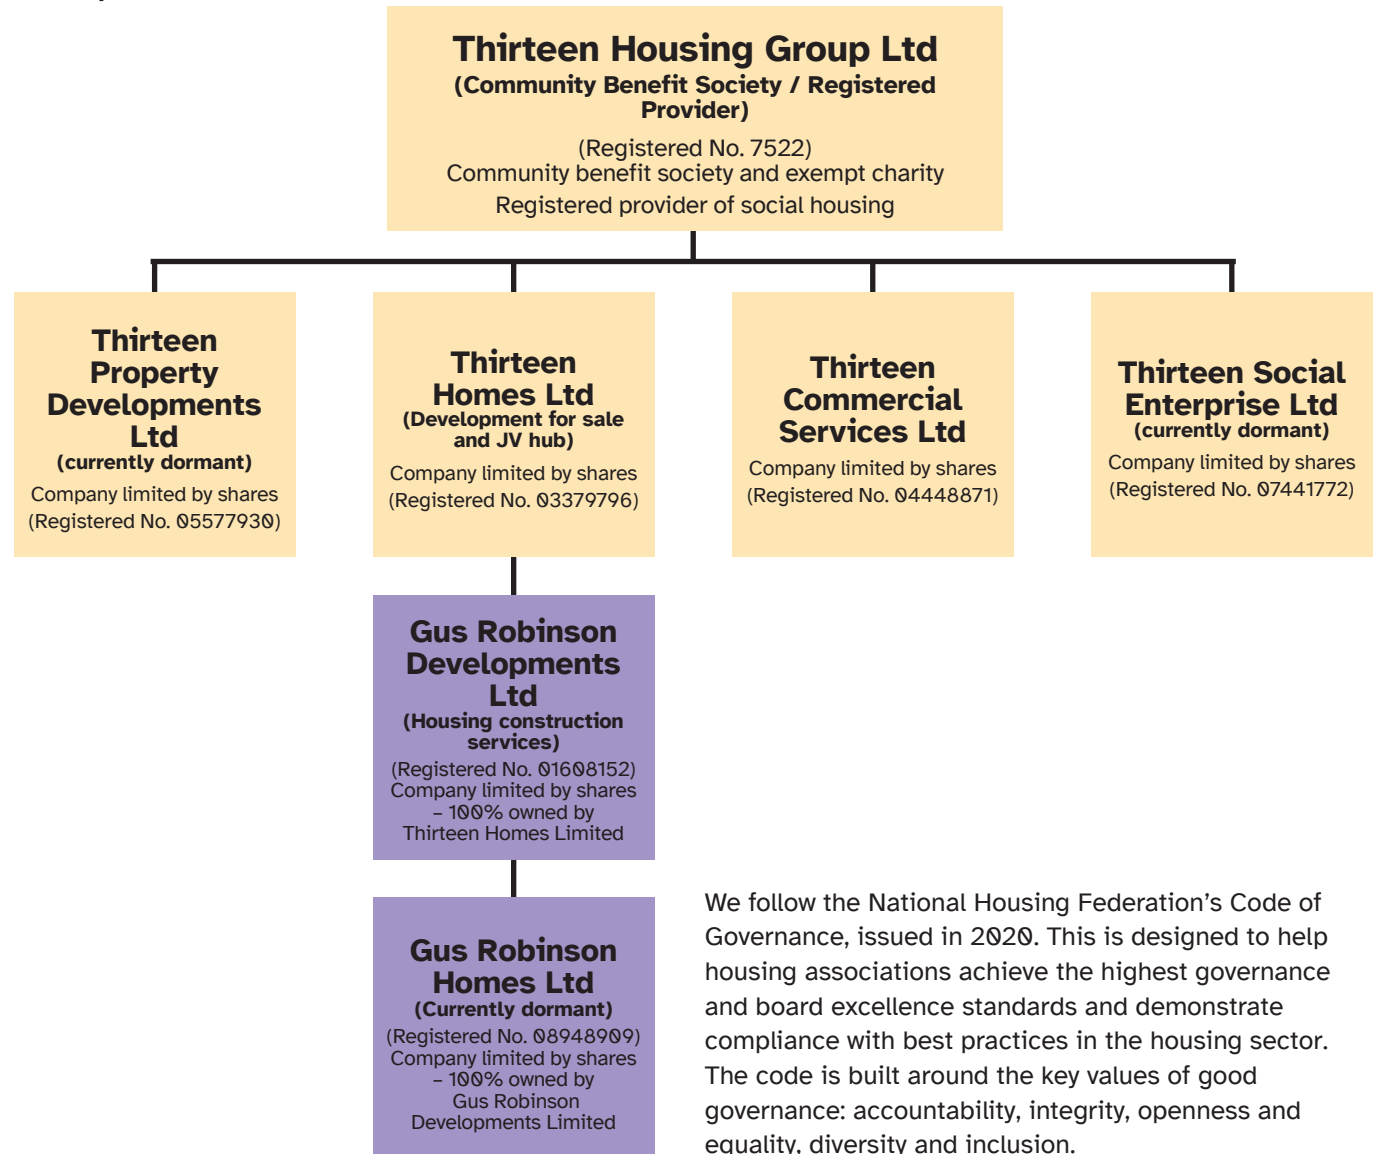 Thirteen Housing Group Ltd
(Community Benefit Society / Registered
Provider)
(Registered No. 7522)
Community benefit society and exempt charity
Registered provider of social housing
Thirteen
Property
Developments
Ltd
(currently dormant)
Company limited by shares
(Registered No. 05577930)
Thirteen
Homes Ltd
(Development for sale
and JV hub)
Company limited by shares
(Registered No. 03379796)
Thirteen
Commercial
Services Ltd
Company limited by shares
(Registered No. 04448871)
Thirteen Social
Enterprise Ltd
(currently dormant)
Company limited by shares
(Registered No. 07441772)
Gus Robinson
Developments
Ltd
(Housing construction
services)
(Registered No. 01608152)
Company limited by shares
– 100% owned by
Thirteen Homes Limited
Gus Robinson
Homes Ltd
(Currently dormant)
(Registered No. 08948909)
Company limited by shares
– 100% owned by
Gus Robinson
Developments Limited
We follow the National Housing Federation’s Code of
Governance, issued in 2020. This is designed to help
housing associations achieve the highest governance
and board excellence standards and demonstrate
compliance with best practices in the housing sector.
The code is built around the key values of good
governance: accountability, integrity, openness and
equality, diversity and inclusion.